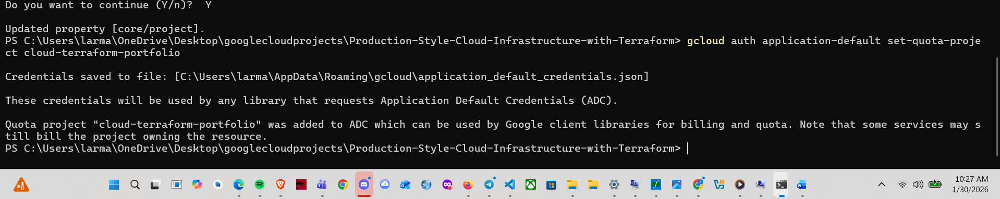 Do you want to continue (Y/n)?  Y
Updated property [core/project].
PS C:\Users\larma\OneDrive\Desktop\googlecloudprojects\Production-Style-Cloud-Infrastructure-with-Terraform> gcloud auth application-default set-quota-proje
ct cloud-terraform-portfolio
Credentials saved to file: [C:\Users\larma\AppData\Roaming\gcloud\application_default_credentials.json]
These credentials will be used by any library that requests Application Default Credentials (ADC).
Quota project "cloud-terraform-portfolio" was added to ADC which can be used by Google client libraries for billing and quota. Note that some services may s
till bill the project owning the resource.
PS C:\Users\larma\OneDrive\Desktop\googlecloudprojects\Production-Style-Cloud-Infrastructure-with-Terraform>
10:27 AM
1/30/2026